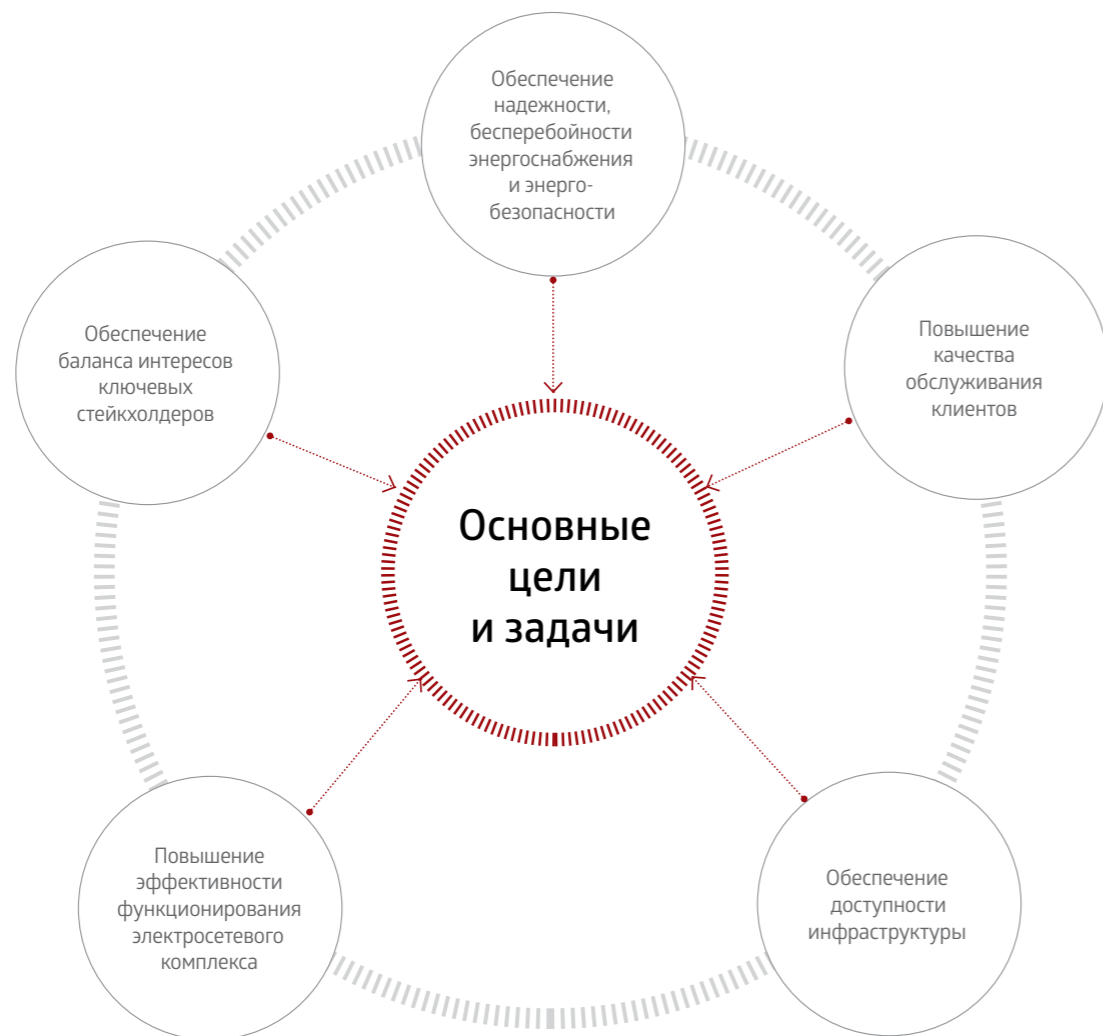 Обеспечение
надежности,
бесперебойности
энергоснабжения
и энерго-
безопасности
Обеспечение
баланса интересов
ключевых
стейкхолдеров
Повышение
качества
обслуживания
клиентов
Основные
цели
и задачи
Повышение
эффективности
функционирования
электросетевого
комплекса
Обеспечение
доступности
инфраструктуры